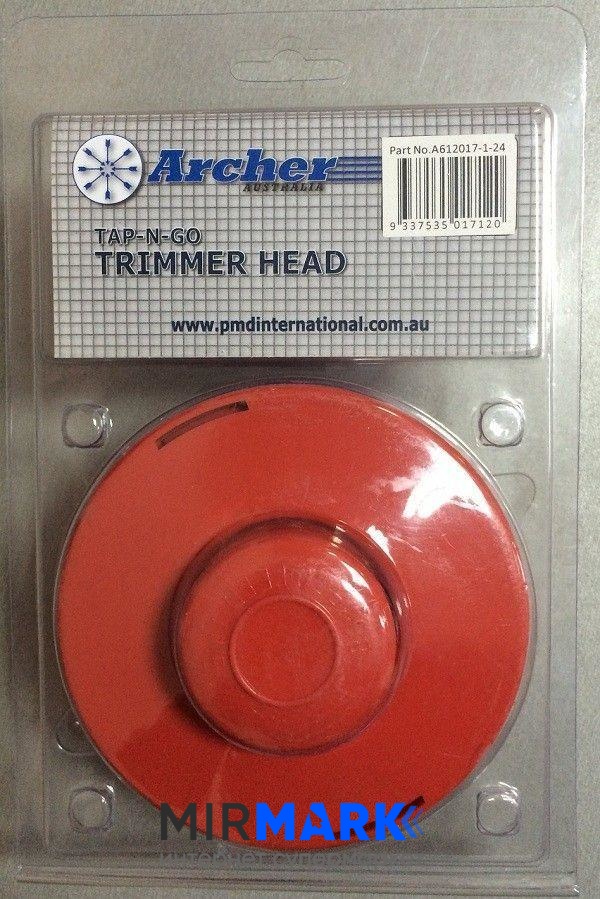 Archer
AUSTRALIA
Part No.A612017-1-24
9 337535 017120
TAP-N-GO
TRIMMER HEAD
www.pmdinternational.com.au
MIRMARK